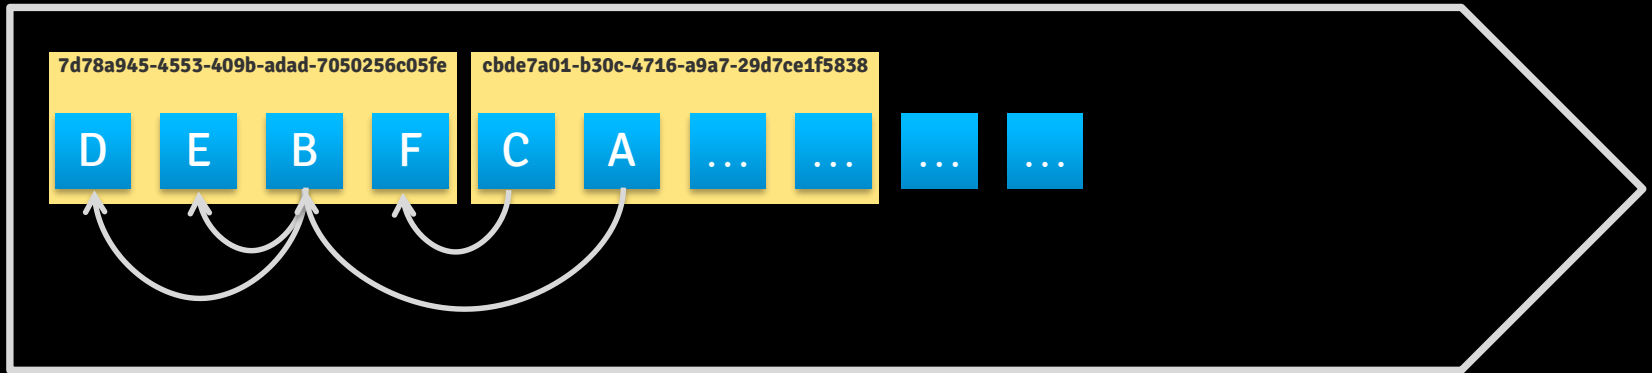 7d78a945-4553-409b-adad-7050256c05fe cbde7a01-b30c-4716-a9a7-29d7ce1f5838
D E B F C A ... ... ... ...